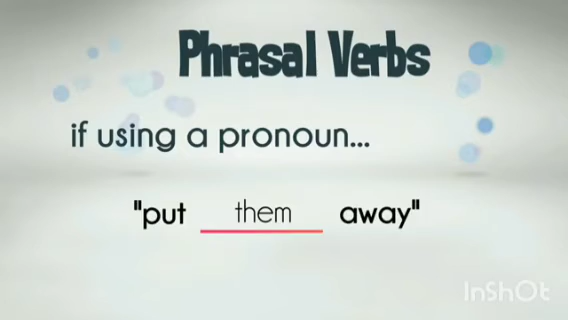 Phrasal Verbs
if using a pronoun...
"put them away"
InShOt